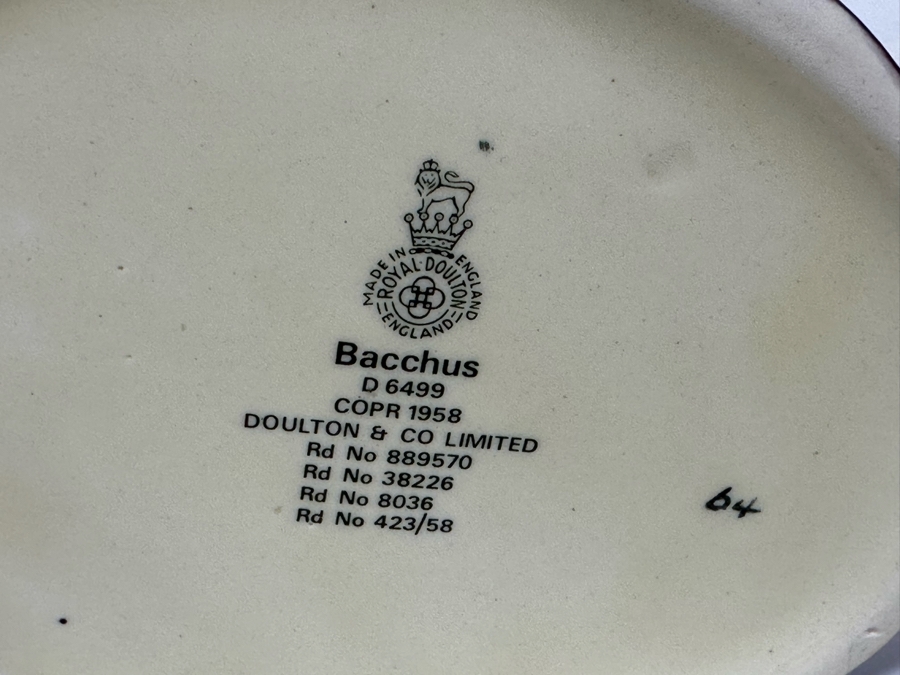 MADE IN ENGLAND
ROYAL·DOULTON
ENGLAND
Bacchus
D 6499
COPR 1958
DOULTON & CO LIMITED
Rd No 889570
Rd No 38226
Rd No 8036
Rd No 423/58
64